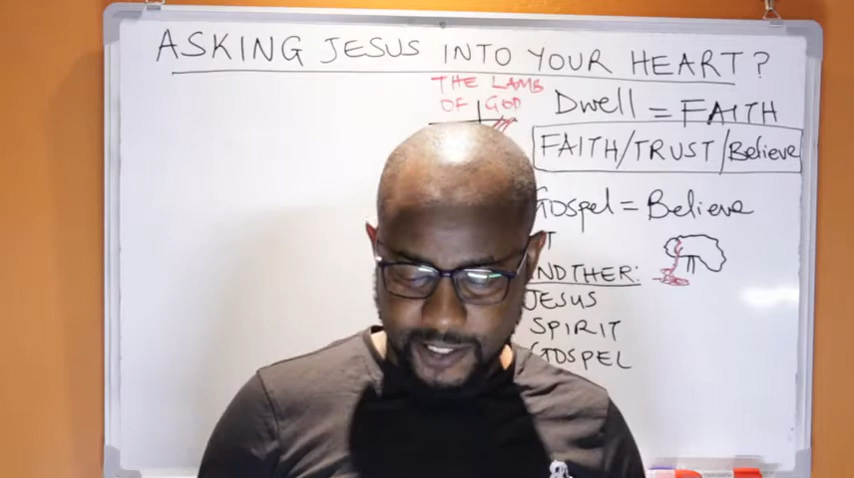 ASKING JESUS INTO YOUR HEART?
THE LAMB
OF GOD
Dwell = FAITH
FAITH/TRUST/Believe
Gospel = Believe
T
ANOTHER:
JESUS
SPIRIT
GOSPEL